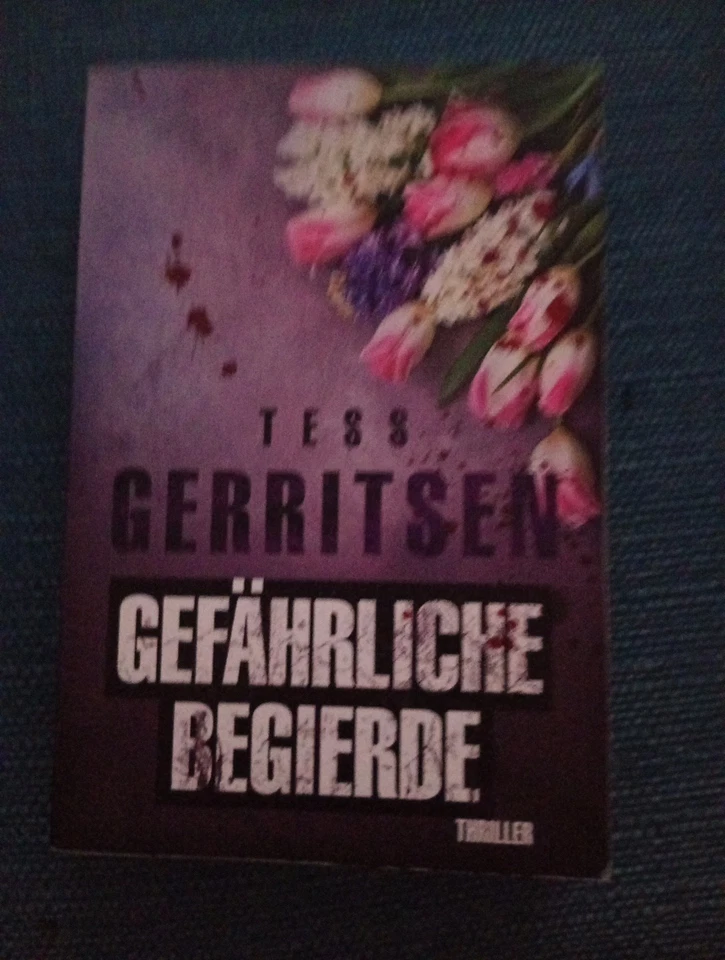 TESS
GERRITSEN
GEFÄHRLICHE
BEGIERDE
THRILLER